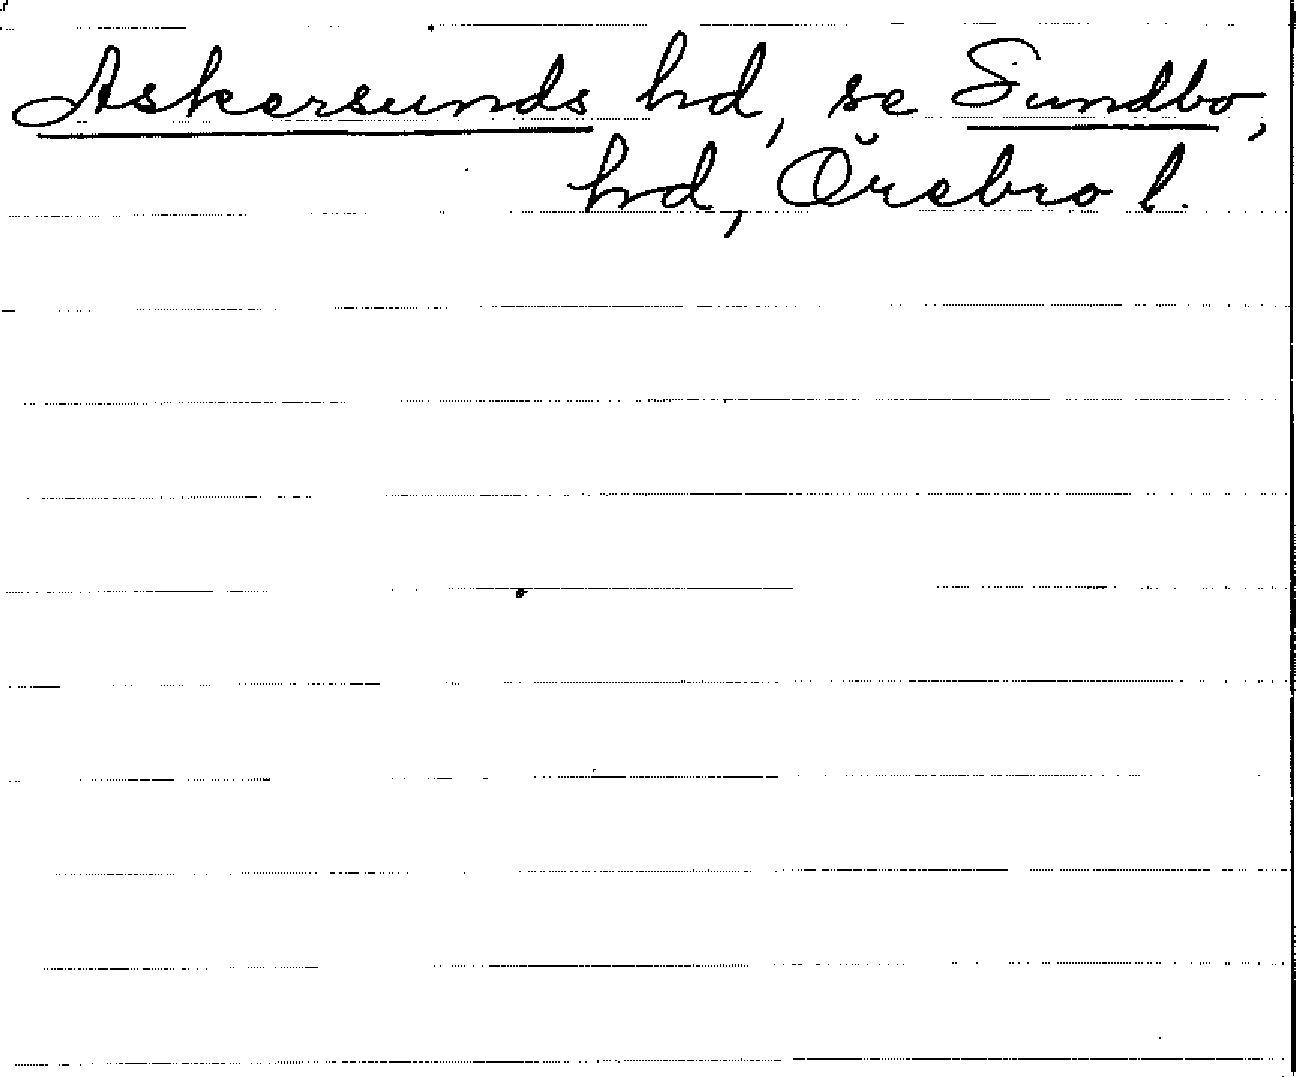 Askersunds hd, se Sundbo,
hd, Örebro l.